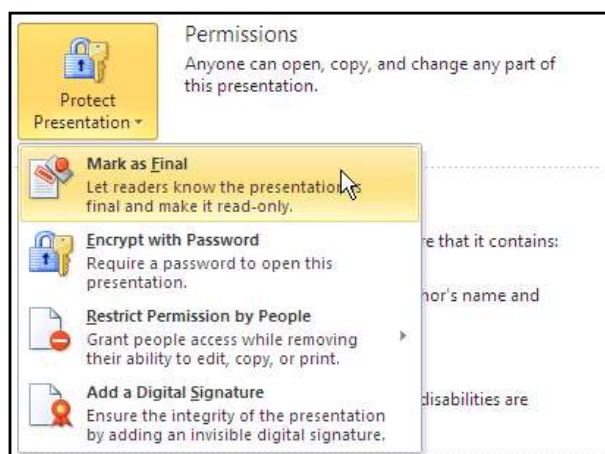 Permissions
Anyone can open, copy, and change any part of
this presentation.
Protect
Presentation
Mark as Final
Let readers know the presentation is
final and make it read-only.
Encrypt with Password
Require a password to open this
presentation.
Restrict Permission by People
Grant people access while removing
their ability to edit, copy, or print.
Add a Digital Signature
Ensure the integrity of the presentation
by adding an invisible digital signature.
re that it contains:
hor's name and
disabilities are